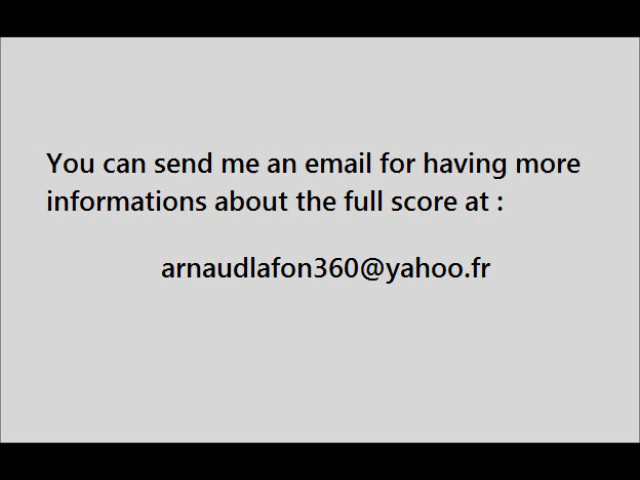 You can send me an email for having more
informations about the full score at :
arnaudlafon360@yahoo.fr